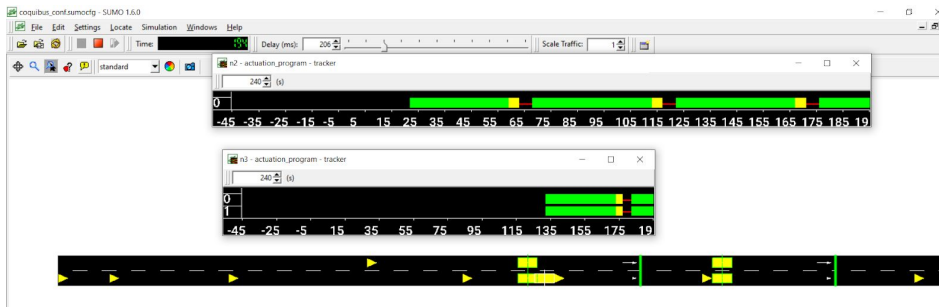 coquibus_conf.sumocfg - SUMO 1.6.0
File Edit Settings Locate Simulation Windows Help
Time: 194 Delay (ms): 206 Scale Traffic: 1
standard
n2 - actuation_program - tracker
240 (s)
0
-45 -35 -25 -15 -5 5 15 25 35 45 55 65 75 85 95 105 115 125 135 145 155 165 175 185 19
n3 - actuation_program - tracker
240 (s)
0
1
-45 -25 -5 15 35 55 75 95 115 135 155 175 19